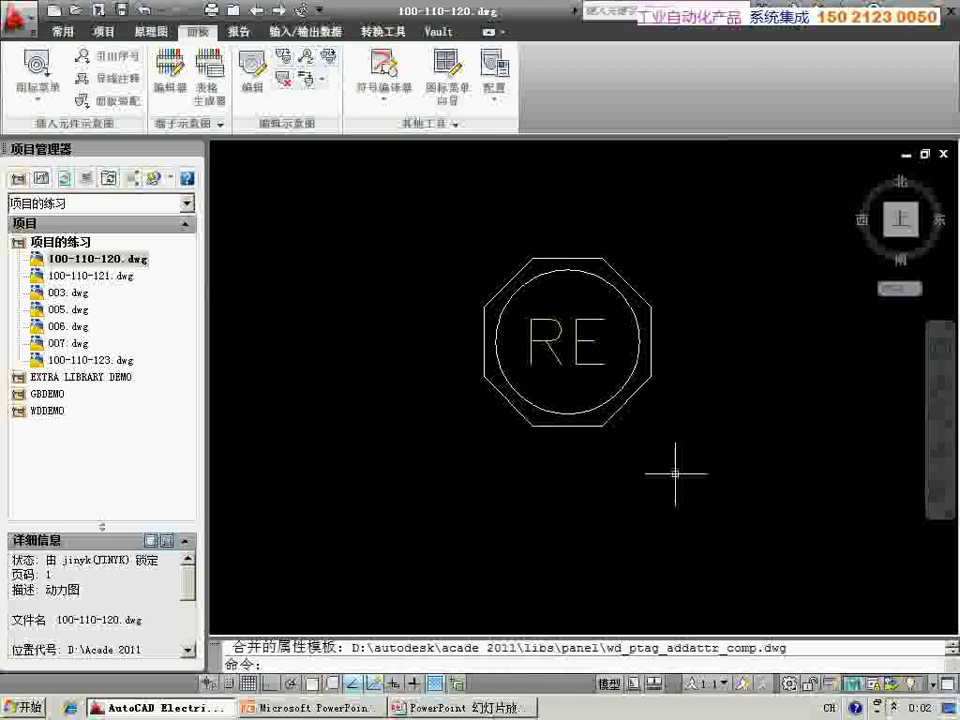 100-110-120.dwg
工业自动化产品 系统集成 150 2123 0050
常用 项目 原理图 面板 报告 输入/输出数据 转换工具 Vault
图标菜单
引出序号
导线注释
面板装配
编辑器
表格
生成器
编辑
符号编译器
图标菜单
向导
配置
插入元件示意图 端子示意图 编辑示意图 其他工具
项目管理器
项目的练习
项目
项目的练习
100-110-120.dwg
100-110-121.dwg
003.dwg
005.dwg
006.dwg
007.dwg
100-110-123.dwg
EXTRA LIBRARY DEMO
GBDEMO
WDDEMO
详细信息
状态: 由 jinyk(JINYK) 锁定
页码: 1
描述: 动力图
文件名 100-110-120.dwg
位置代号: D:\Acade 2011
北
西 上 东
南
RE
合并的属性模板: D:\autodesk\acade 2011\libs\panel\wd_ptag_addattr_comp.dwg
命令:
模型
1:1
开始
AutoCAD Electri...
Microsoft PowerPoin...
PowerPoint 幻灯片放...
CH
0:02